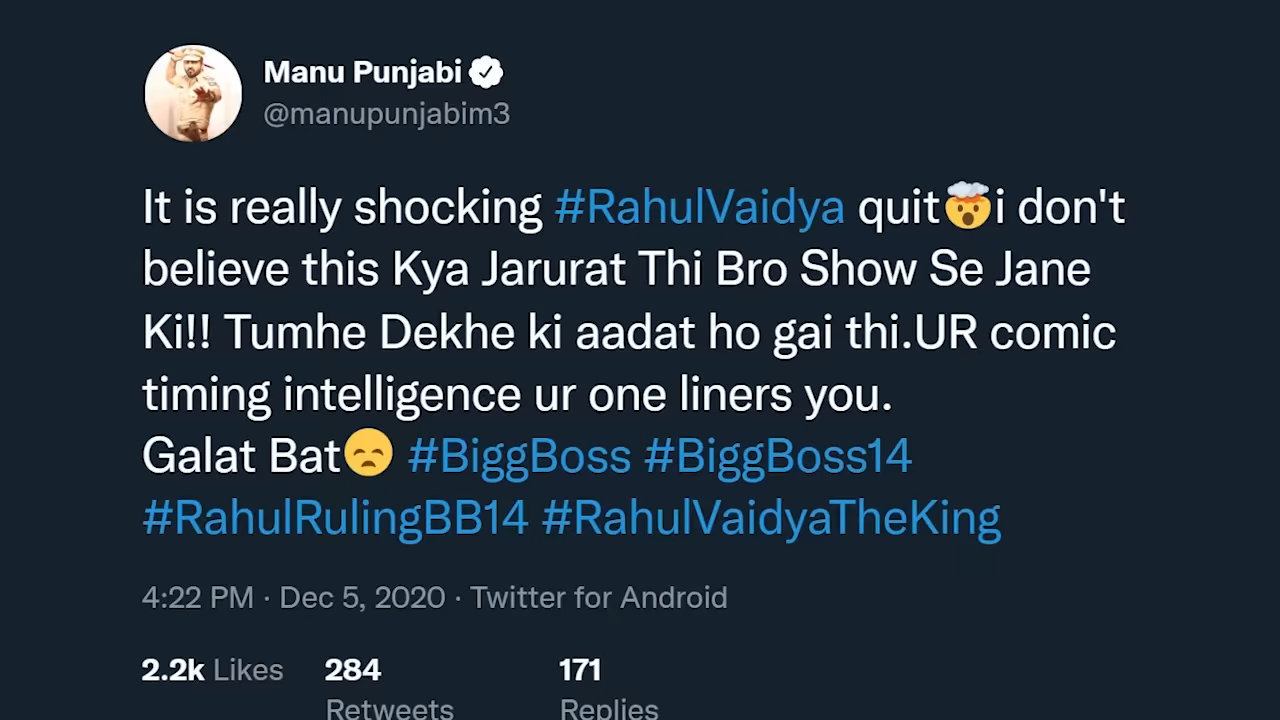 Manu Punjabi
@manupunjabim3
It is really shocking #RahulVaidya quit🤯i don't
believe this Kya Jarurat Thi Bro Show Se Jane
Ki!! Tumhe Dekhe ki aadat ho gai thi.UR comic
timing intelligence ur one liners you.
Galat Bat😞 #BiggBoss #BiggBoss14
#RahulRulingBB14 #RahulVaidyaTheKing
4:22 PM · Dec 5, 2020 · Twitter for Android
2.2k Likes 284 171
Retweets Replies